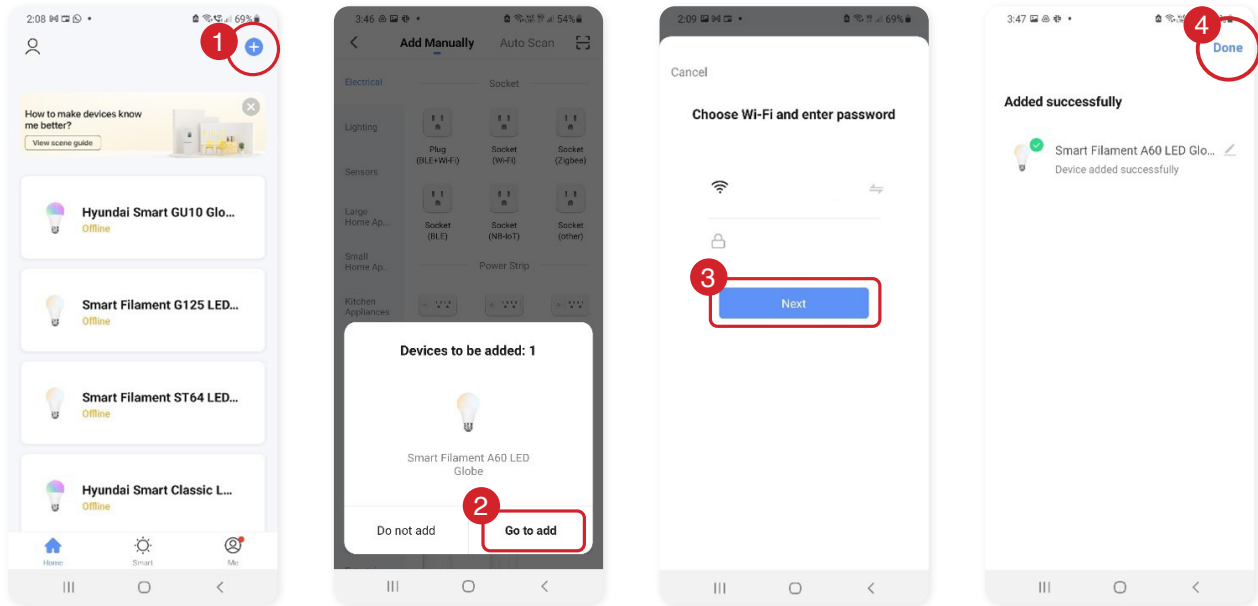 2:08
69%
1
How to make devices know
me better?
View scene guide
Hyundai Smart GU10 Glo...
Offline
Smart Filament G125 LED...
Offline
Smart Filament ST64 LED...
Offline
Hyundai Smart Classic L...
Offline
Home
Smart
Me
3:46
54%
Add Manually
Auto Scan
Electrical
Socket
Lighting
Plug
(BLE+Wi-Fi)
Socket
(Wi-Fi)
Socket
(Zigbee)
Sensors
Large
Home Ap..
Socket
(BLE)
Socket
(NB-IoT)
Socket
(other)
Small
Home Ap..
Power Strip
Kitchen
Appliances
Devices to be added: 1
Smart Filament A60 LED
Globe
2
Do not add
Go to add
2:09
69%
Cancel
Choose Wi-Fi and enter password
3
Next
3:47
4
Done
Added successfully
Smart Filament A60 LED Glo...
Device added successfully